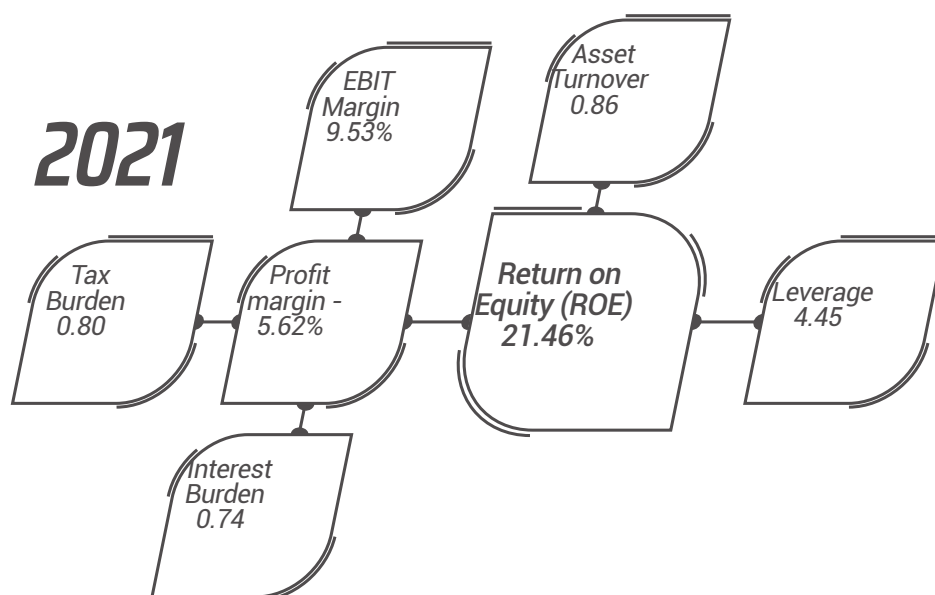 2021
EBIT
Margin
9.53%
Asset
Turnover
0.86
Tax
Burden
0.80
Profit
margin -
5.62%
Return on
Equity (ROE)
21.46%
Leverage
4.45
Interest
Burden
0.74